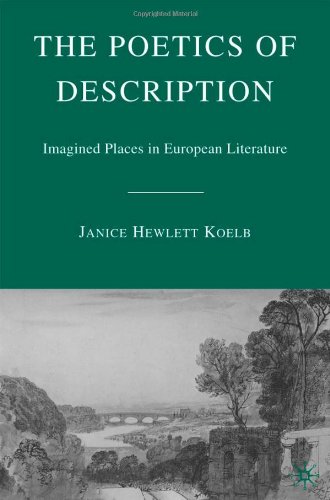 THE POETICS OF
DESCRIPTION
Imagined Places in European Literature
JANICE HEWLETT KOELB